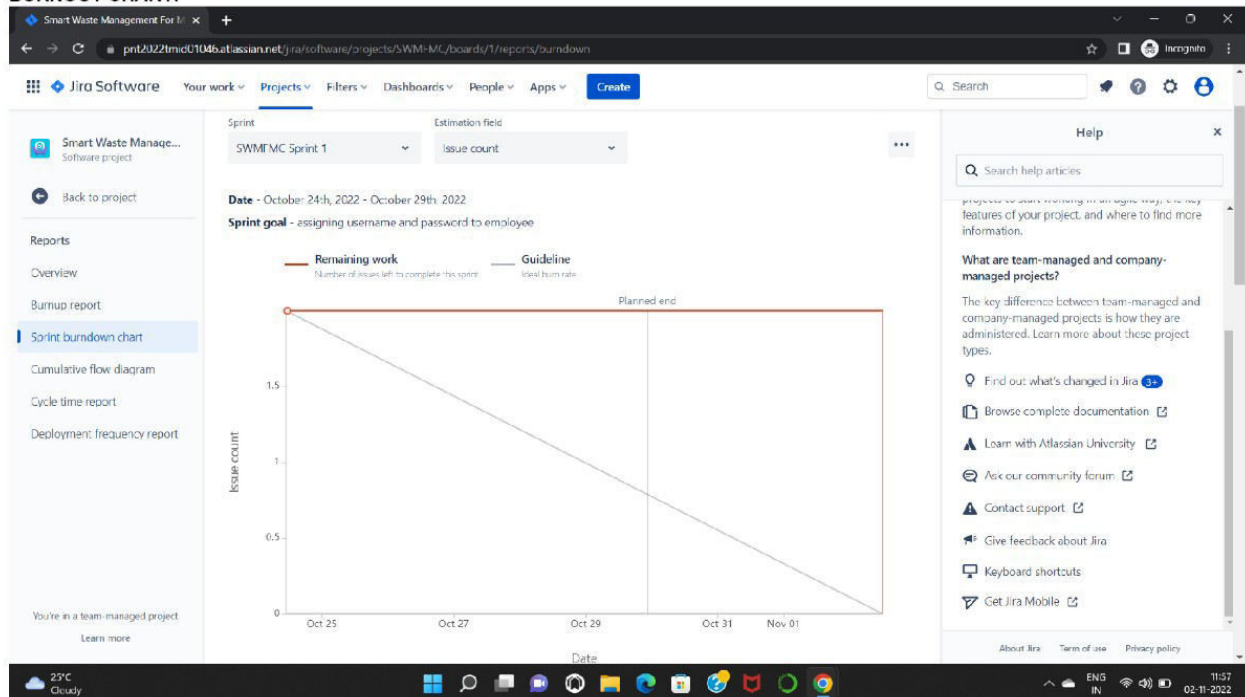 BURNOUT CHART:
Smart Waste Management For M
pnt2022tmid01046.atlassian.net/jira/software/projects/SWMFMC/boards/1/reports/burndown
Incognito
Jira Software
Your work
Projects
Filters
Dashboards
People
Apps
Create
Search
Smart Waste Manage...
Software project
Back to project
Reports
Overview
Burnup report
Sprint burndown chart
Cumulative flow diagram
Cycle time report
Deployment frequency report
You're in a team-managed project
Learn more
Sprint
Estimation field
SWMFMC Sprint 1
Issue count
Date - October 24th, 2022 - October 29th, 2022
Sprint goal - assigning username and password to employee
Remaining work
Number of issues left to complete this sprint
Guideline
Ideal burn rate
Planned end
1.5
1
0.5
0
Issue count
Oct 25
Oct 27
Oct 29
Oct 31
Nov 01
Date
Help
Search help articles
features of your project, and where to find more
information.
What are team-managed and company-
managed projects?
The key difference between team-managed and
company-managed projects is how they are
administered. Learn more about these project
types.
Find out what's changed in Jira 3+
Browse complete documentation
Learn with Atlassian University
Ask our community forum
Contact support
Give feedback about Jira
Keyboard shortcuts
Get Jira Mobile
About Jira
Term of use
Privacy policy
25°C
Cloudy
ENG
IN
11:57
02-11-2022